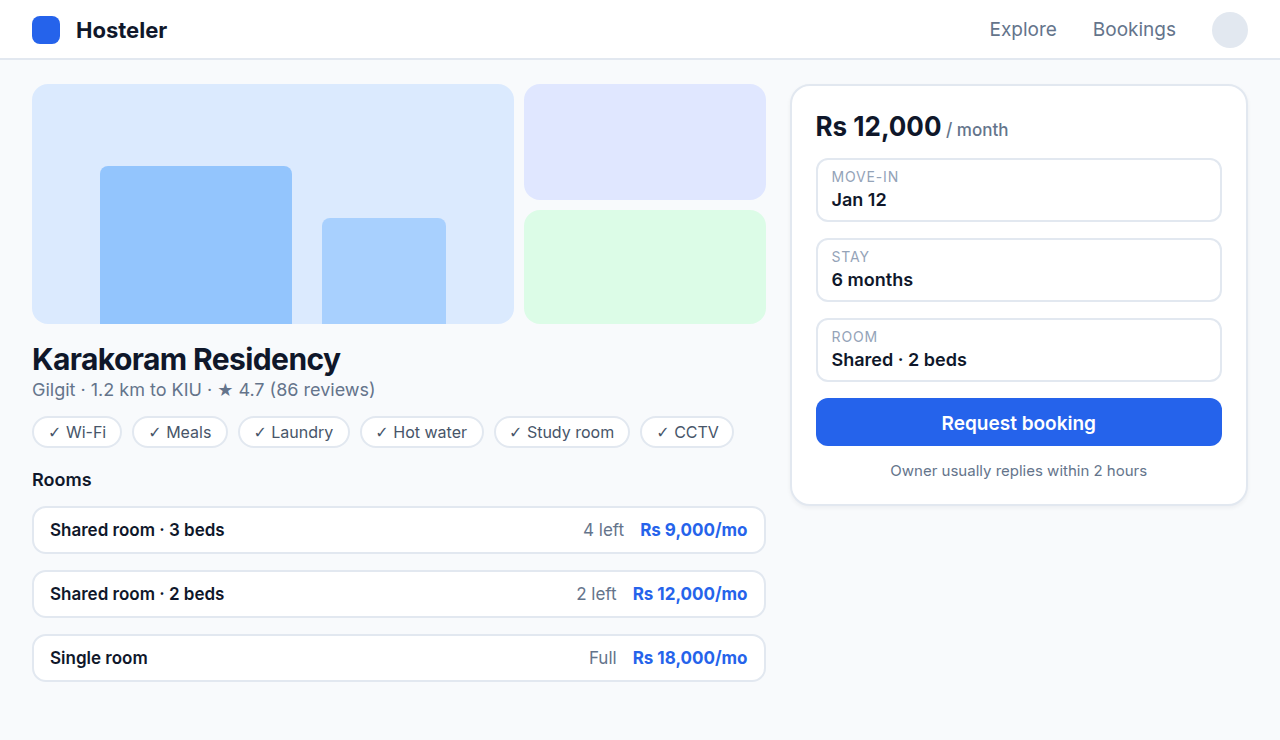 Hosteler
Explore
Bookings
Karakoram Residency
Gilgit · 1.2 km to KIU · ★ 4.7 (86 reviews)
✓ Wi-Fi
✓ Meals
✓ Laundry
✓ Hot water
✓ Study room
✓ CCTV
Rooms
Shared room · 3 beds 4 left Rs 9,000/mo
Shared room · 2 beds 2 left Rs 12,000/mo
Single room Full Rs 18,000/mo
Rs 12,000 / month
MOVE-IN
Jan 12
STAY
6 months
ROOM
Shared · 2 beds
Request booking
Owner usually replies within 2 hours